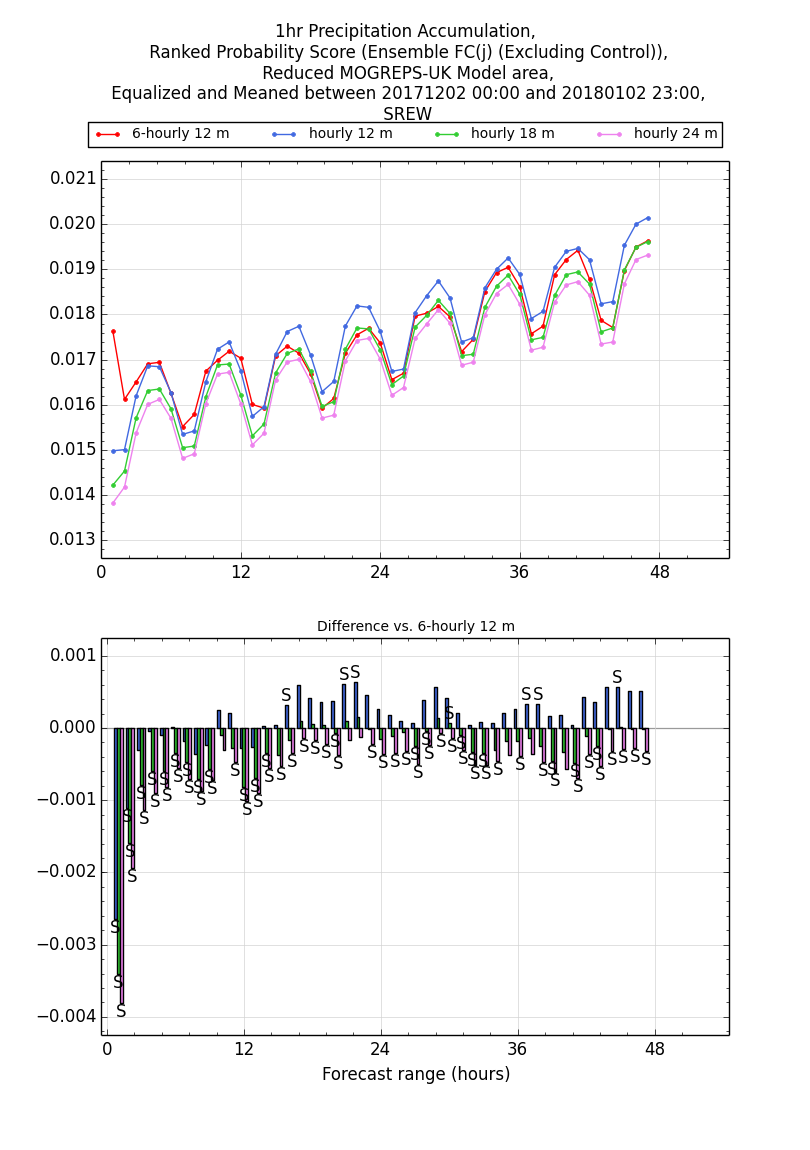 1hr Precipitation Accumulation,
Ranked Probability Score (Ensemble FC(j) (Excluding Control)),
Reduced MOGREPS-UK Model area,
Equalized and Meaned between 20171202 00:00 and 20180102 23:00,
SREW
6-hourly 12 m hourly 12 m hourly 18 m hourly 24 m
0.021
0.020
0.019
0.018
0.017
0.016
0.015
0.014
0.013
0 12 24 36 48
Difference vs. 6-hourly 12 m
0.001
0.000
−0.001
−0.002
−0.003
−0.004
0 12 24 36 48
Forecast range (hours)